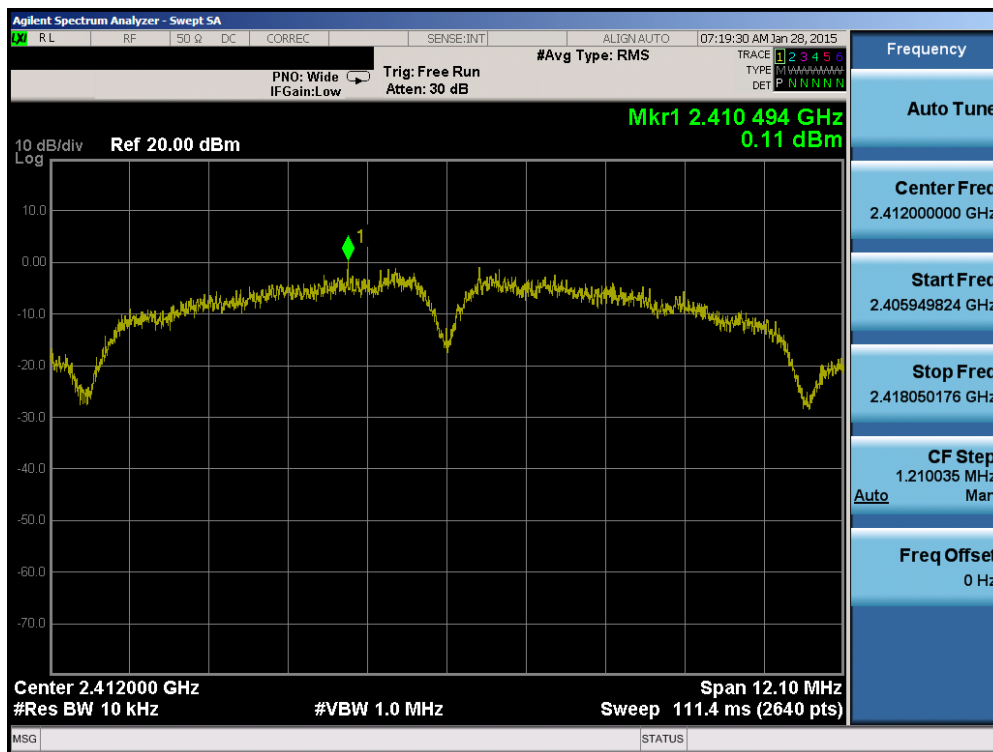 Agilent Spectrum Analyzer - Swept SA
LXI RL RF 50 Ω DC CORREC SENSE:INT ALIGN AUTO 07:19:30 AM Jan 28, 2015
#Avg Type: RMS TRACE 1 2 3 4 5 6
PNO: Wide Trig: Free Run TYPE M WWWWW
IFGain:Low Atten: 30 dB DET P N N N N N
Mkr1 2.410 494 GHz
0.11 dBm
10 dB/div Ref 20.00 dBm
Log
10.0
1
0.00
-10.0
-20.0
-30.0
-40.0
-50.0
-60.0
-70.0
Center 2.412000 GHz Span 12.10 MHz
#Res BW 10 kHz #VBW 1.0 MHz Sweep 111.4 ms (2640 pts)
MSG STATUS
Frequency
Auto Tune
Center Freq
2.412000000 GHz
Start Freq
2.405949824 GHz
Stop Freq
2.418050176 GHz
CF Step
1.210035 MHz
Auto Man
Freq Offset
0 Hz